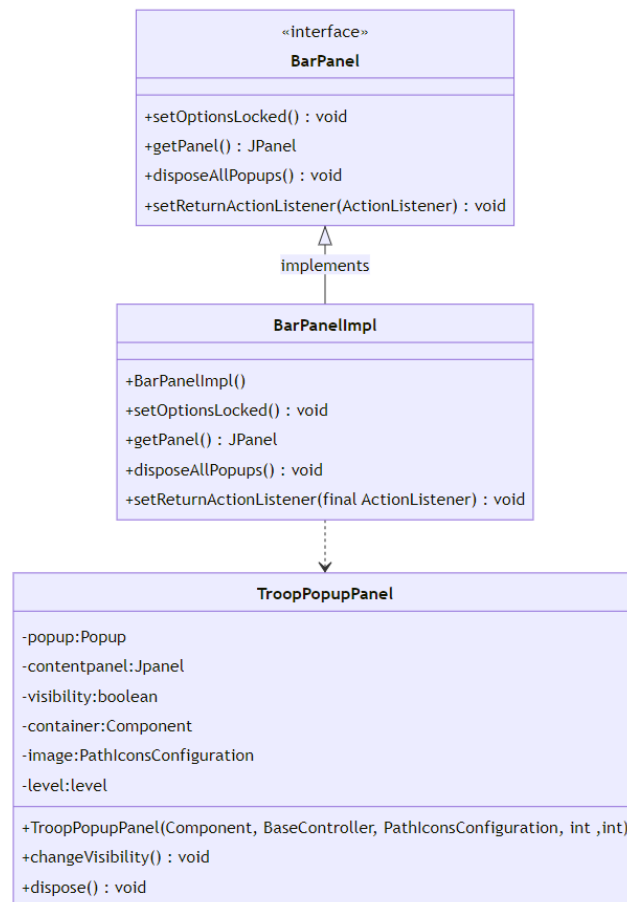 «interface»
BarPanel
+setOptionsLocked() : void
+getPanel() : JPanel
+disposeAllPopups() : void
+setReturnActionListener(ActionListener) : void
implements
BarPanelImpl
+BarPanelImpl()
+setOptionsLocked() : void
+getPanel() : JPanel
+disposeAllPopups() : void
+setReturnActionListener(final ActionListener) : void
TroopPopupPanel
-popup:Popup
-contentpanel:Jpanel
-visibility:boolean
-container:Component
-image:PathIconsConfiguration
-level:level
+TroopPopupPanel(Component, BaseController, PathIconsConfiguration, int ,int)
+changeVisibility() : void
+dispose() : void